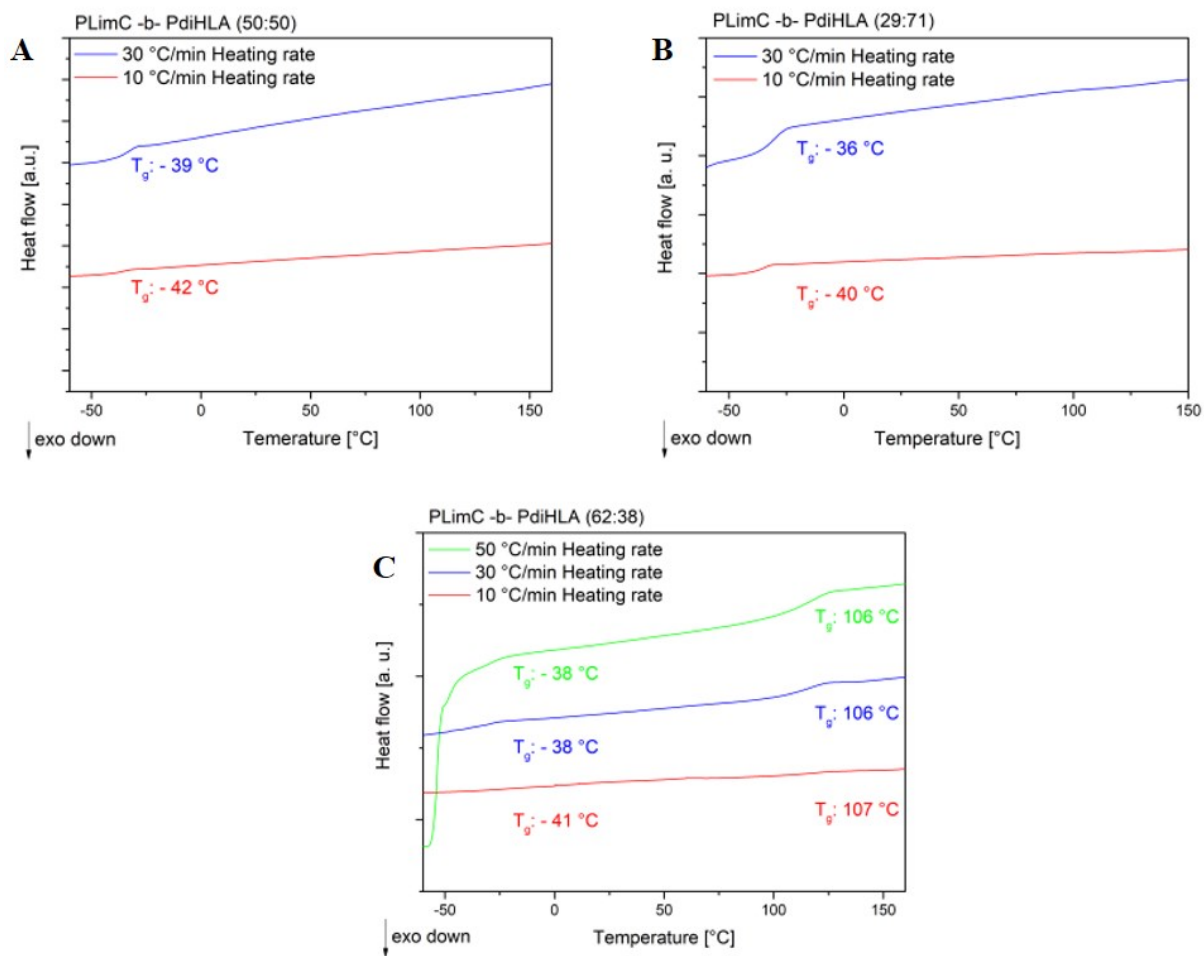 PLimC -b- PdiHLA (50:50)
A
30 °C/min Heating rate
10 °C/min Heating rate
Tg: - 39 °C
Tg: - 42 °C
Heat flow [a.u.]
-50 0 50 100 150
exo down
Temerature [°C]
PLimC -b- PdiHLA (29:71)
B
30 °C/min Heating rate
10 °C/min Heating rate
Tg: - 36 °C
Tg: - 40 °C
Heat flow [a. u.]
-50 0 50 100 150
exo down
Temperature [°C]
PLimC -b- PdiHLA (62:38)
C
50 °C/min Heating rate
30 °C/min Heating rate
10 °C/min Heating rate
Tg: 106 °C
Tg: - 38 °C
Tg: 106 °C
Tg: - 38 °C
Tg: 107 °C
Tg: - 41 °C
Heat flow [a. u.]
-50 0 50 100 150
exo down
Temperature [°C]